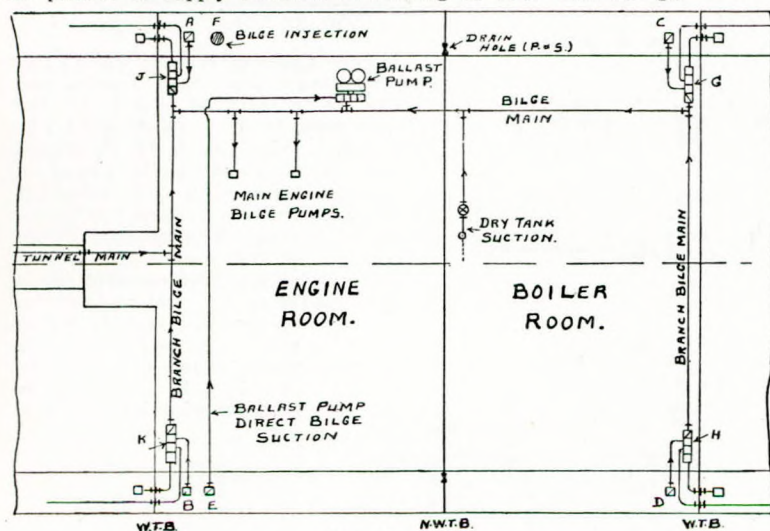 A F
BILGE INJECTION
C
DRAIN
HOLE (P.&S.)
J
BALLAST
PUMP.
BILGE
MAIN
G
MAIN ENGINE
BILGE PUMPS.
DRY TANK
SUCTION.
TUNNEL MAIN
BRANCH BILGE MAIN
ENGINE
ROOM.
BOILER
ROOM.
BRANCH BILGE MAIN
BALLAST PUMP
DIRECT BILGE
SUCTION
K
H
B E
D
W.T.B.
N.W.T.B.
W.T.B.